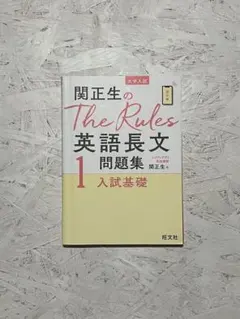 大学入試
関正生の
The Rules
英語長文
問題集
1 入試基礎
関正生 著
旺文社